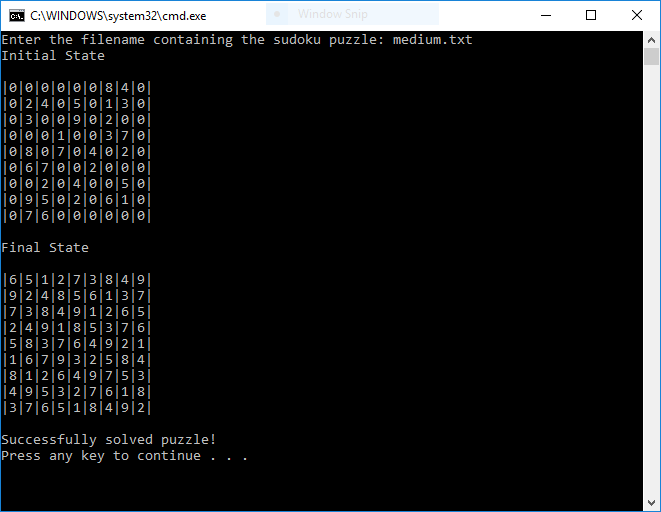 C:\WINDOWS\system32\cmd.exe
Window Snip
Enter the filename containing the sudoku puzzle: medium.txt
Initial State
|0|0|0|0|0|0|8|4|0|
|0|2|4|0|5|0|1|3|0|
|0|3|0|0|9|0|2|0|0|
|0|0|0|1|0|0|3|7|0|
|0|8|0|7|0|4|0|2|0|
|0|6|7|0|0|2|0|0|0|
|0|0|2|0|4|0|0|5|0|
|0|9|5|0|2|0|6|1|0|
|0|7|6|0|0|0|0|0|0|
Final State
|6|5|1|2|7|3|8|4|9|
|9|2|4|8|5|6|1|3|7|
|7|3|8|4|9|1|2|6|5|
|2|4|9|1|8|5|3|7|6|
|5|8|3|7|6|4|9|2|1|
|1|6|7|9|3|2|5|8|4|
|8|1|2|6|4|9|7|5|3|
|4|9|5|3|2|7|6|1|8|
|3|7|6|5|1|8|4|9|2|
Successfully solved puzzle!
Press any key to continue . . .